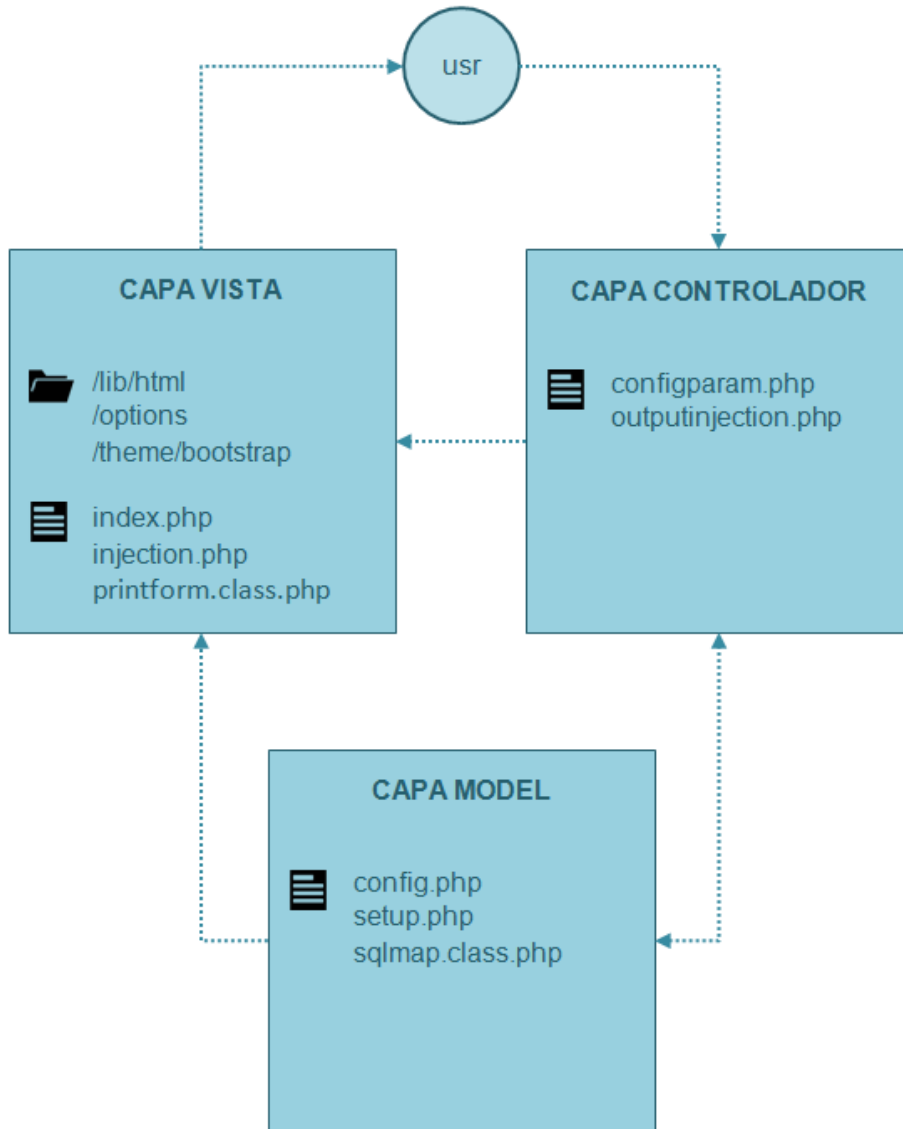 usr
CAPA VISTA
/lib/html
/options
/theme/bootstrap
index.php
injection.php
printform.class.php
CAPA CONTROLADOR
configparam.php
outputinjection.php
CAPA MODEL
config.php
setup.php
sqlmap.class.php